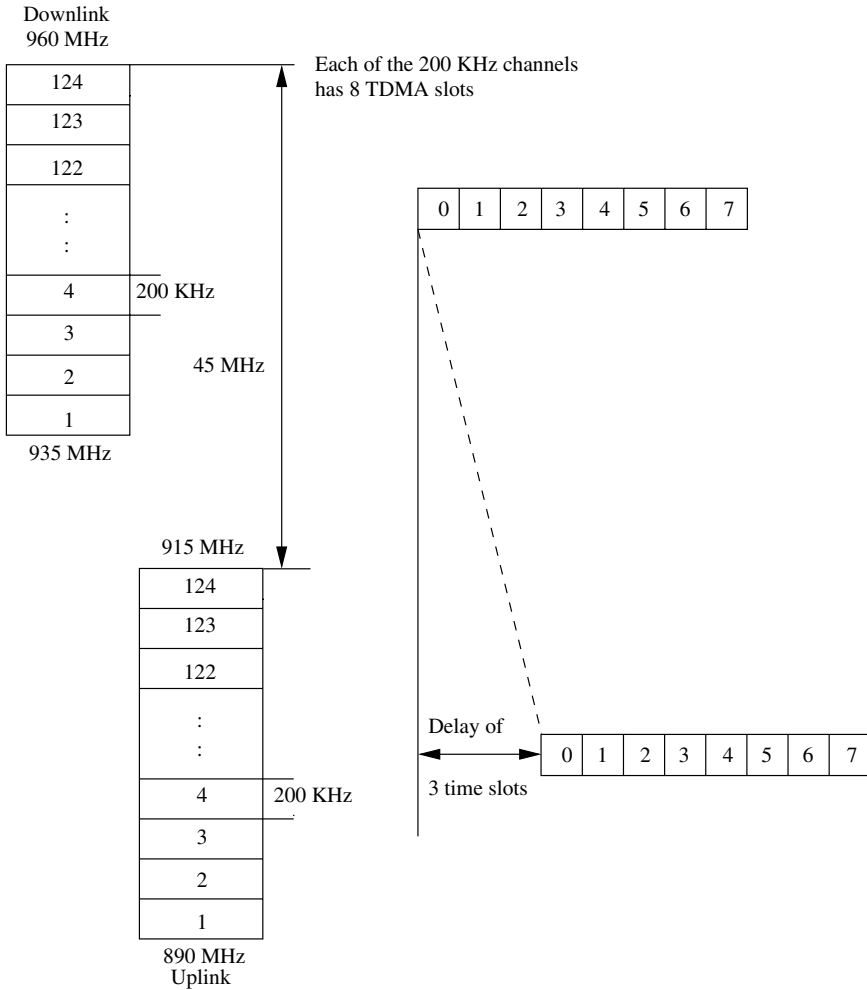 Downlink
960 MHz
124
123
122
:
:
4
200 KHz
3
2
1
935 MHz
45 MHz
915 MHz
124
123
122
:
:
4
200 KHz
3
2
1
890 MHz
Uplink
Each of the 200 KHz channels
has 8 TDMA slots
0 1 2 3 4 5 6 7
Delay of
3 time slots
0 1 2 3 4 5 6 7